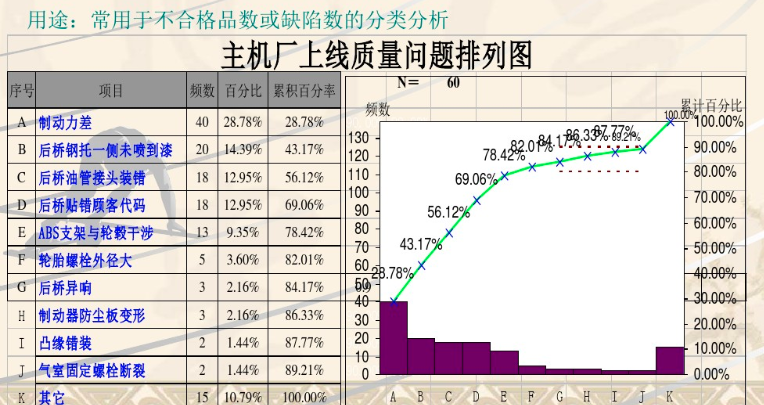 用途：常用于不合格品数或缺陷数的分类分析
主机厂上线质量问题排列图
N＝ 60
序号 项目 频数 百分比 累积百分率
A 制动力差 40 28.78% 28.78%
B 后桥钢托一侧未喷到漆 20 14.39% 43.17%
C 后桥油管接头装错 18 12.95% 56.12%
D 后桥贴错顾客代码 18 12.95% 69.06%
E ABS支架与轮毂干涉 13 9.35% 78.42%
F 轮胎螺栓外径大 5 3.60% 82.01%
G 后桥异响 3 2.16% 84.17%
H 制动器防尘板变形 3 2.16% 86.33%
I 凸缘错装 2 1.44% 87.77%
J 气室固定螺栓断裂 2 1.44% 89.21%
K 其它 15 10.79% 100.00%
频数
累计百分比
130
120
110
100
90
80
70
60
50
40
30
20
10
0
28.78%
43.17%
56.12%
69.06%
78.42%
82.01%
84.17%
86.33%
87.77%
89.21%
100.00%
100.00%
90.00%
80.00%
70.00%
60.00%
50.00%
40.00%
30.00%
20.00%
10.00%
0.00%
A B C D E F G H I J K